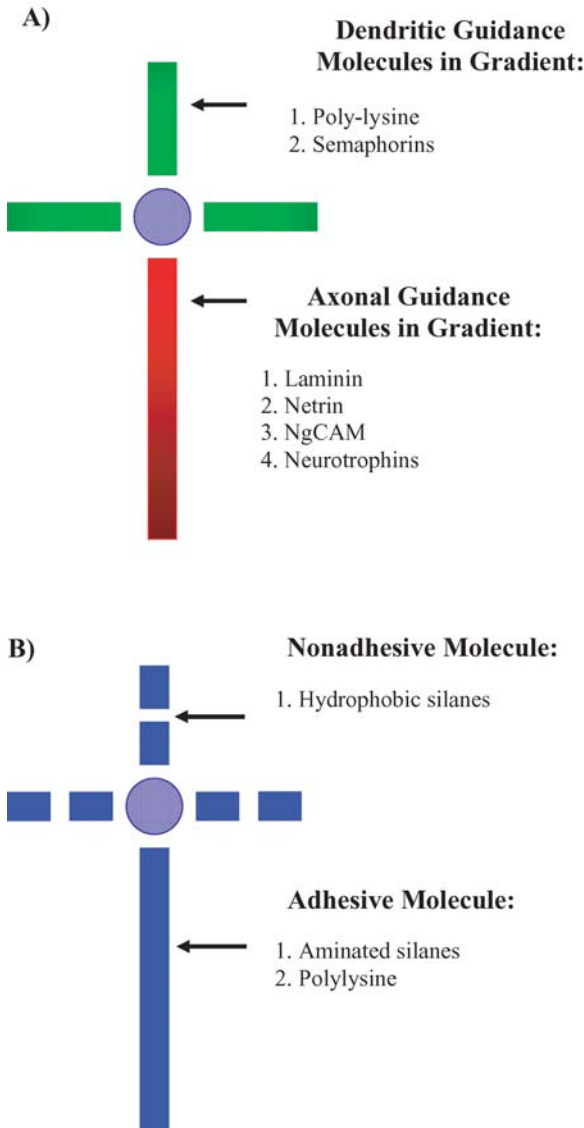 A)
Dendritic Guidance
Molecules in Gradient:
1. Poly-lysine
2. Semaphorins
Axonal Guidance
Molecules in Gradient:
1. Laminin
2. Netrin
3. NgCAM
4. Neurotrophins
B)
Nonadhesive Molecule:
1. Hydrophobic silanes
Adhesive Molecule:
1. Aminated silanes
2. Polylysine